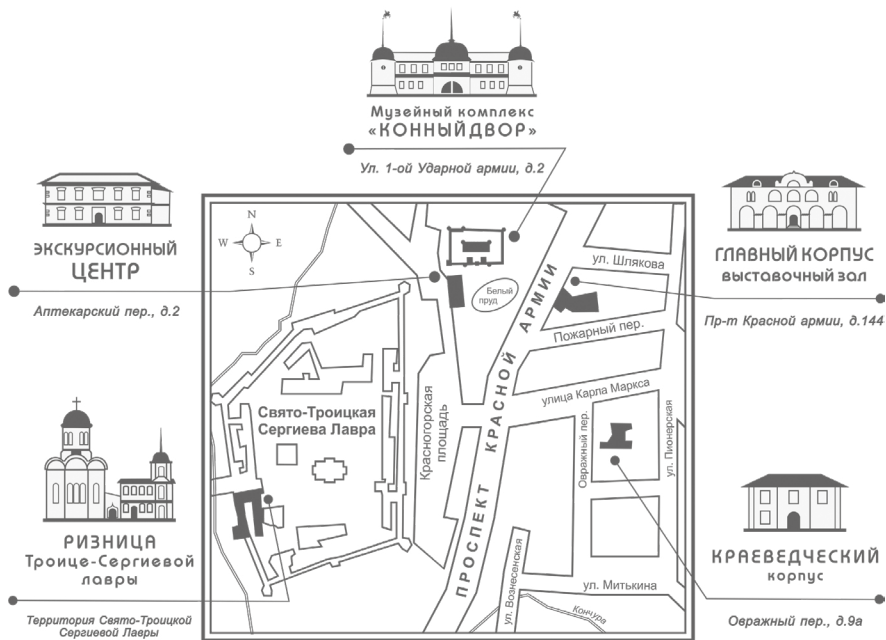 Музейный комплекс
«КОННЫЙ ДВОР»
Ул. 1-ой Ударной армии, д.2
ЭКСКУРСИОННЫЙ
ЦЕНТР
Аптекарский пер., д.2
ГЛАВНЫЙ КОРПУС
выставочный зал
Пр-т Красной армии, д.144
N
W
E
S
Белый
пруд
ул. Шлякова
Пожарный пер.
улица Карла Маркса
Свято-Троицкая
Сергиева Лавра
Красногорская
площадь
ПРОСПЕКТ КРАСНОЙ АРМИИ
Овражный пер.
ул. Пионерская
ул. Вознесенская
ул. Митькина
Кончура
РИЗНИЦА
Троице-Сергиевой
лавры
Территория Свято-Троицкой
Сергиевой Лавры
КРАЕВЕДЧЕСКИЙ
корпус
Овражный пер., д.9а